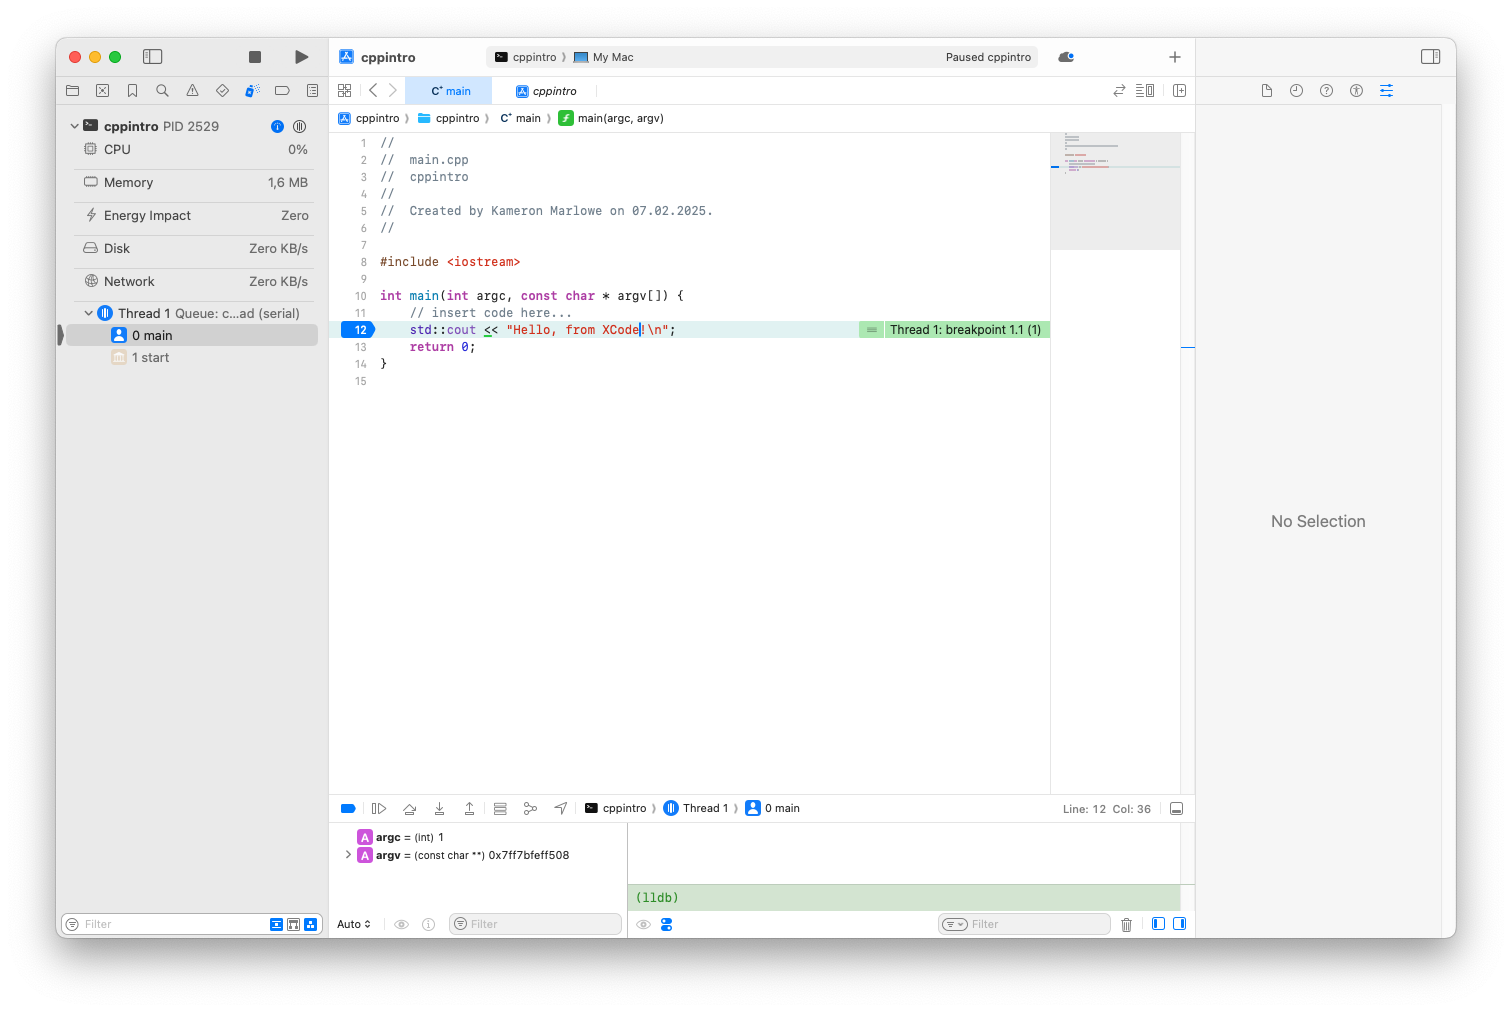 cppintro
cppintro My Mac Paused cppintro
main cppintro
cppintro cppintro main main(argc, argv)
cppintro PID 2529
CPU 0%
Memory 1,6 MB
Energy Impact Zero
Disk Zero KB/s
Network Zero KB/s
Thread 1 Queue: c...ad (serial)
0 main
1 start
Filter
1 //
2 //  main.cpp
3 //  cppintro
4 //
5 //  Created by Kameron Marlowe on 07.02.2025.
6 //
7
8 #include <iostream>
9
10 int main(int argc, const char * argv[]) {
11     // insert code here...
12     std::cout << "Hello, from XCode!\n"; Thread 1: breakpoint 1.1 (1)
13     return 0;
14 }
15
No Selection
cppintro Thread 1 0 main Line: 12 Col: 36
A argc = (int) 1
A argv = (const char **) 0x7ff7bfeff508
(lldb)
Auto Filter Filter